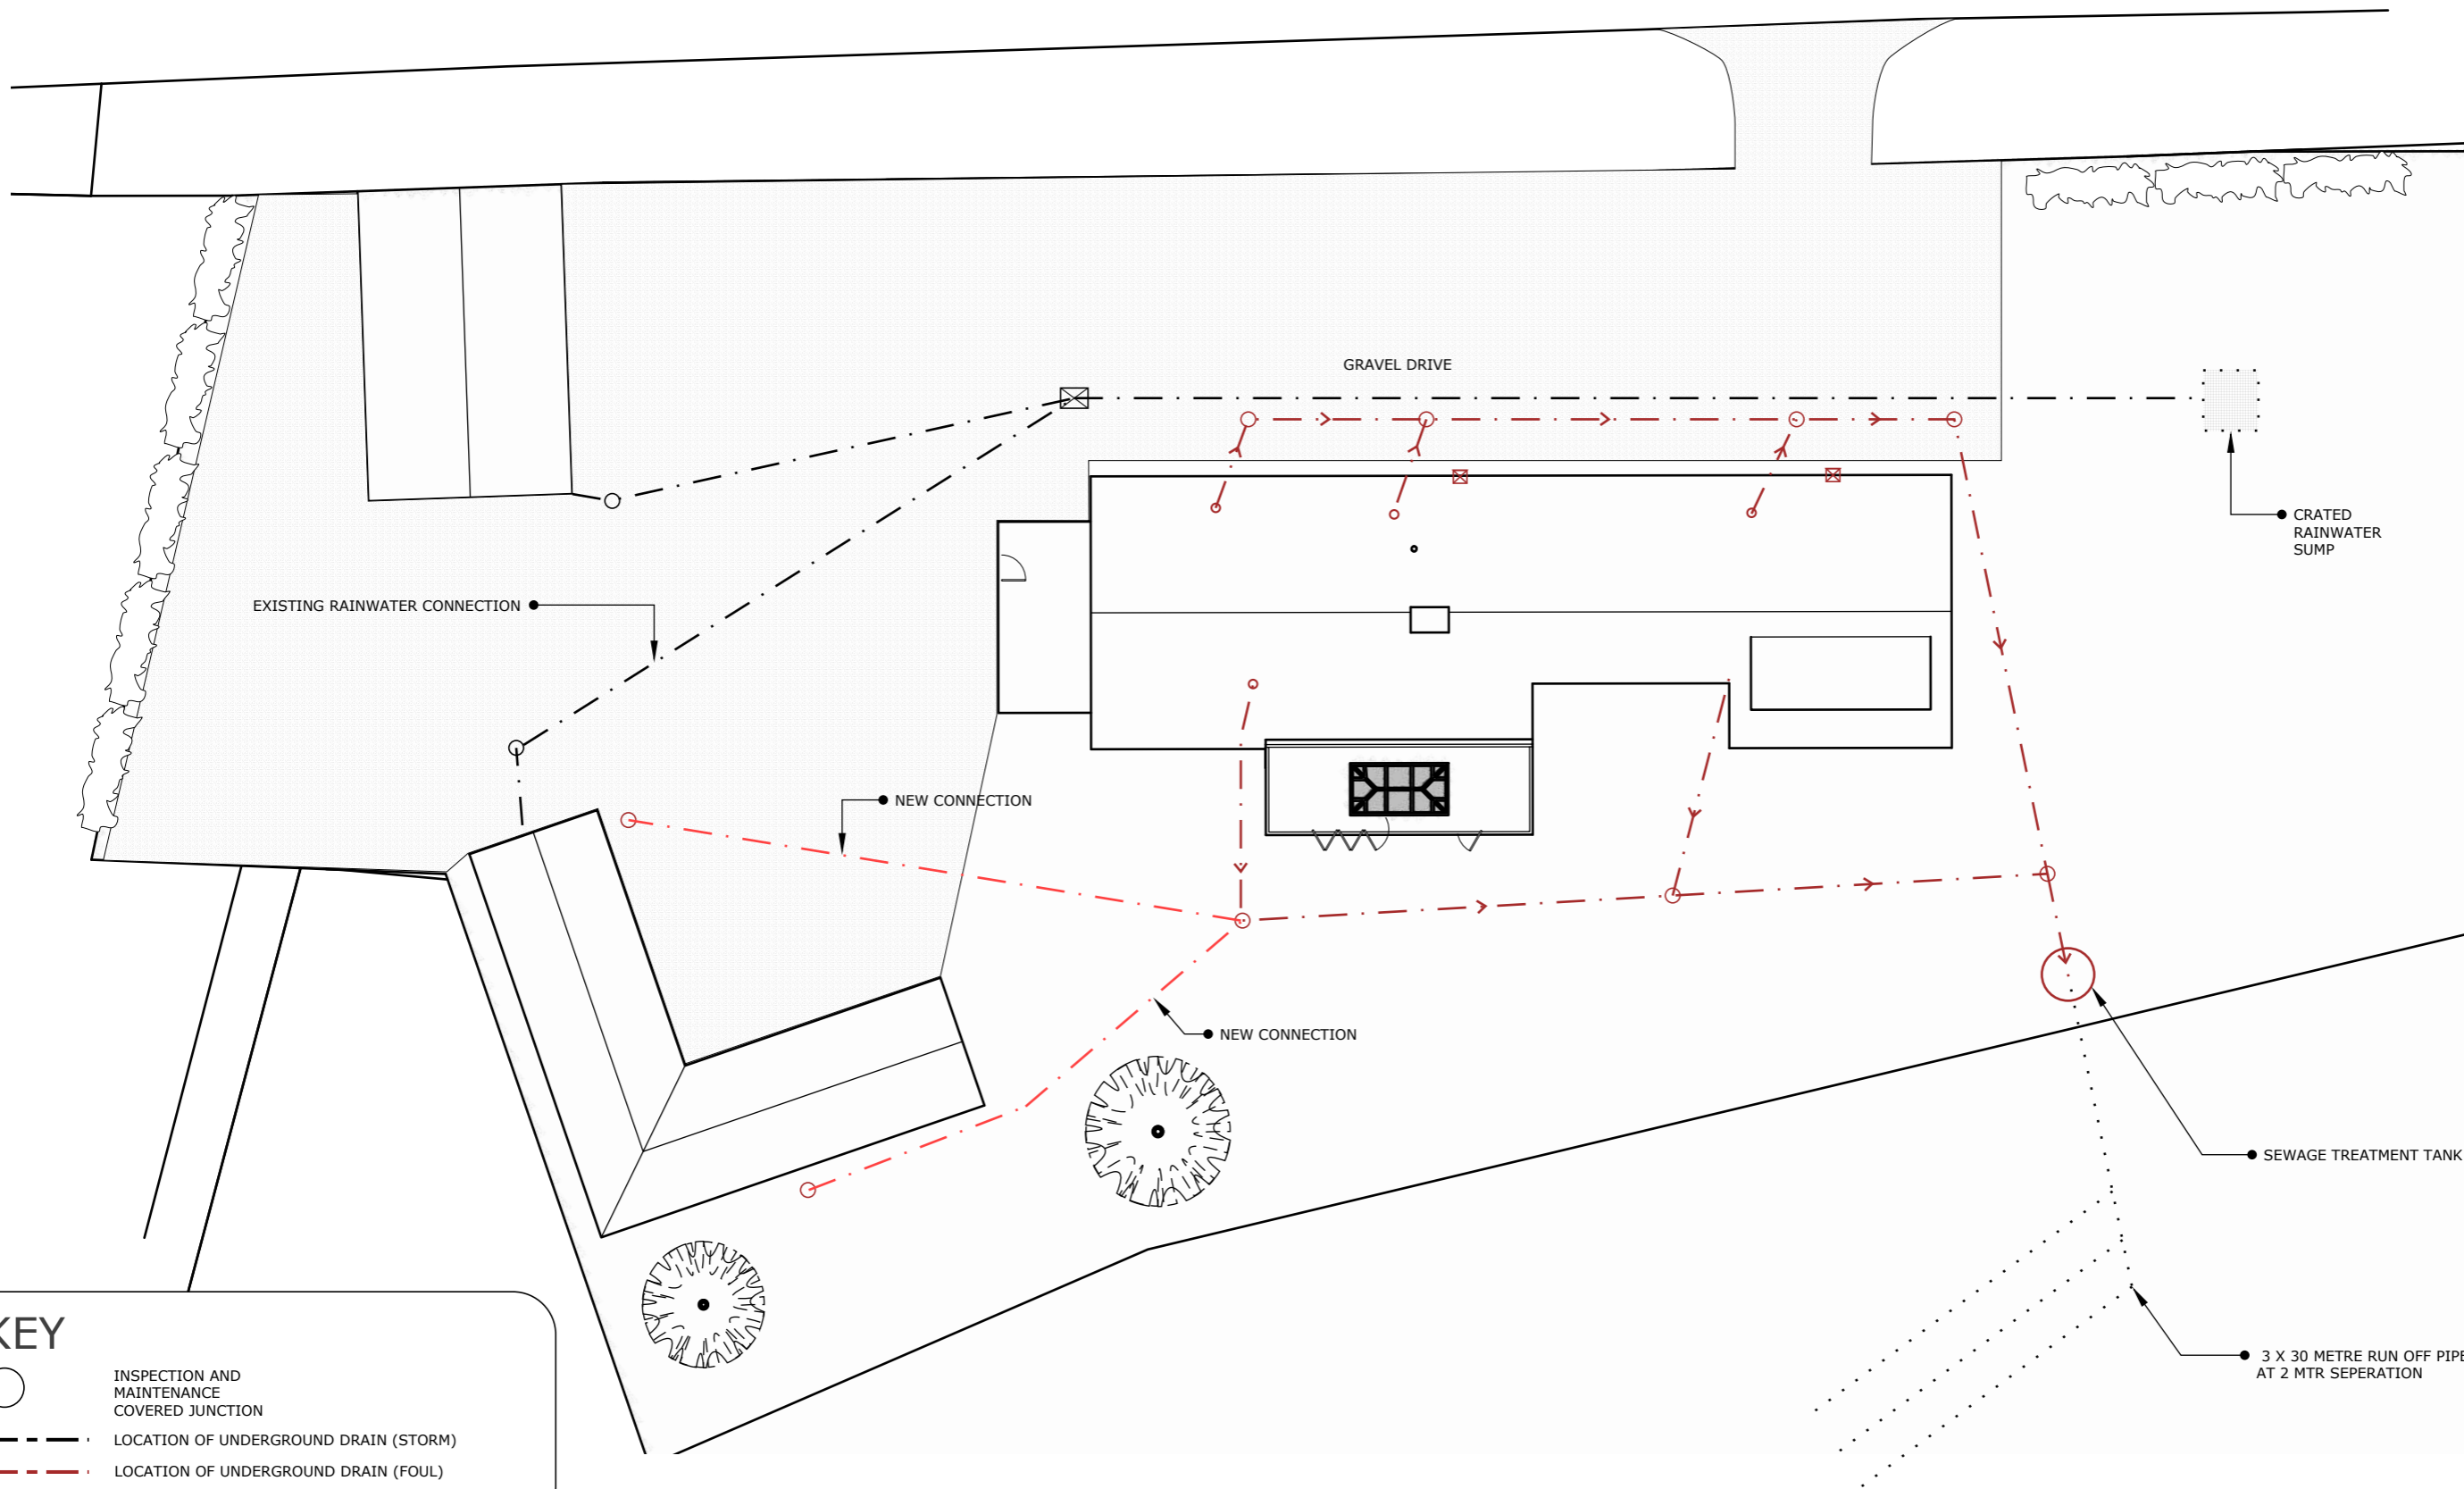 GRAVEL DRIVE
CRATED
RAINWATER
SUMP
EXISTING RAINWATER CONNECTION
NEW CONNECTION
NEW CONNECTION
SEWAGE TREATMENT TANK
3 X 30 METRE RUN OFF PIPE
AT 2 MTR SEPERATION
KEY
INSPECTION AND
MAINTENANCE
COVERED JUNCTION
LOCATION OF UNDERGROUND DRAIN (STORM)
LOCATION OF UNDERGROUND DRAIN (FOUL)